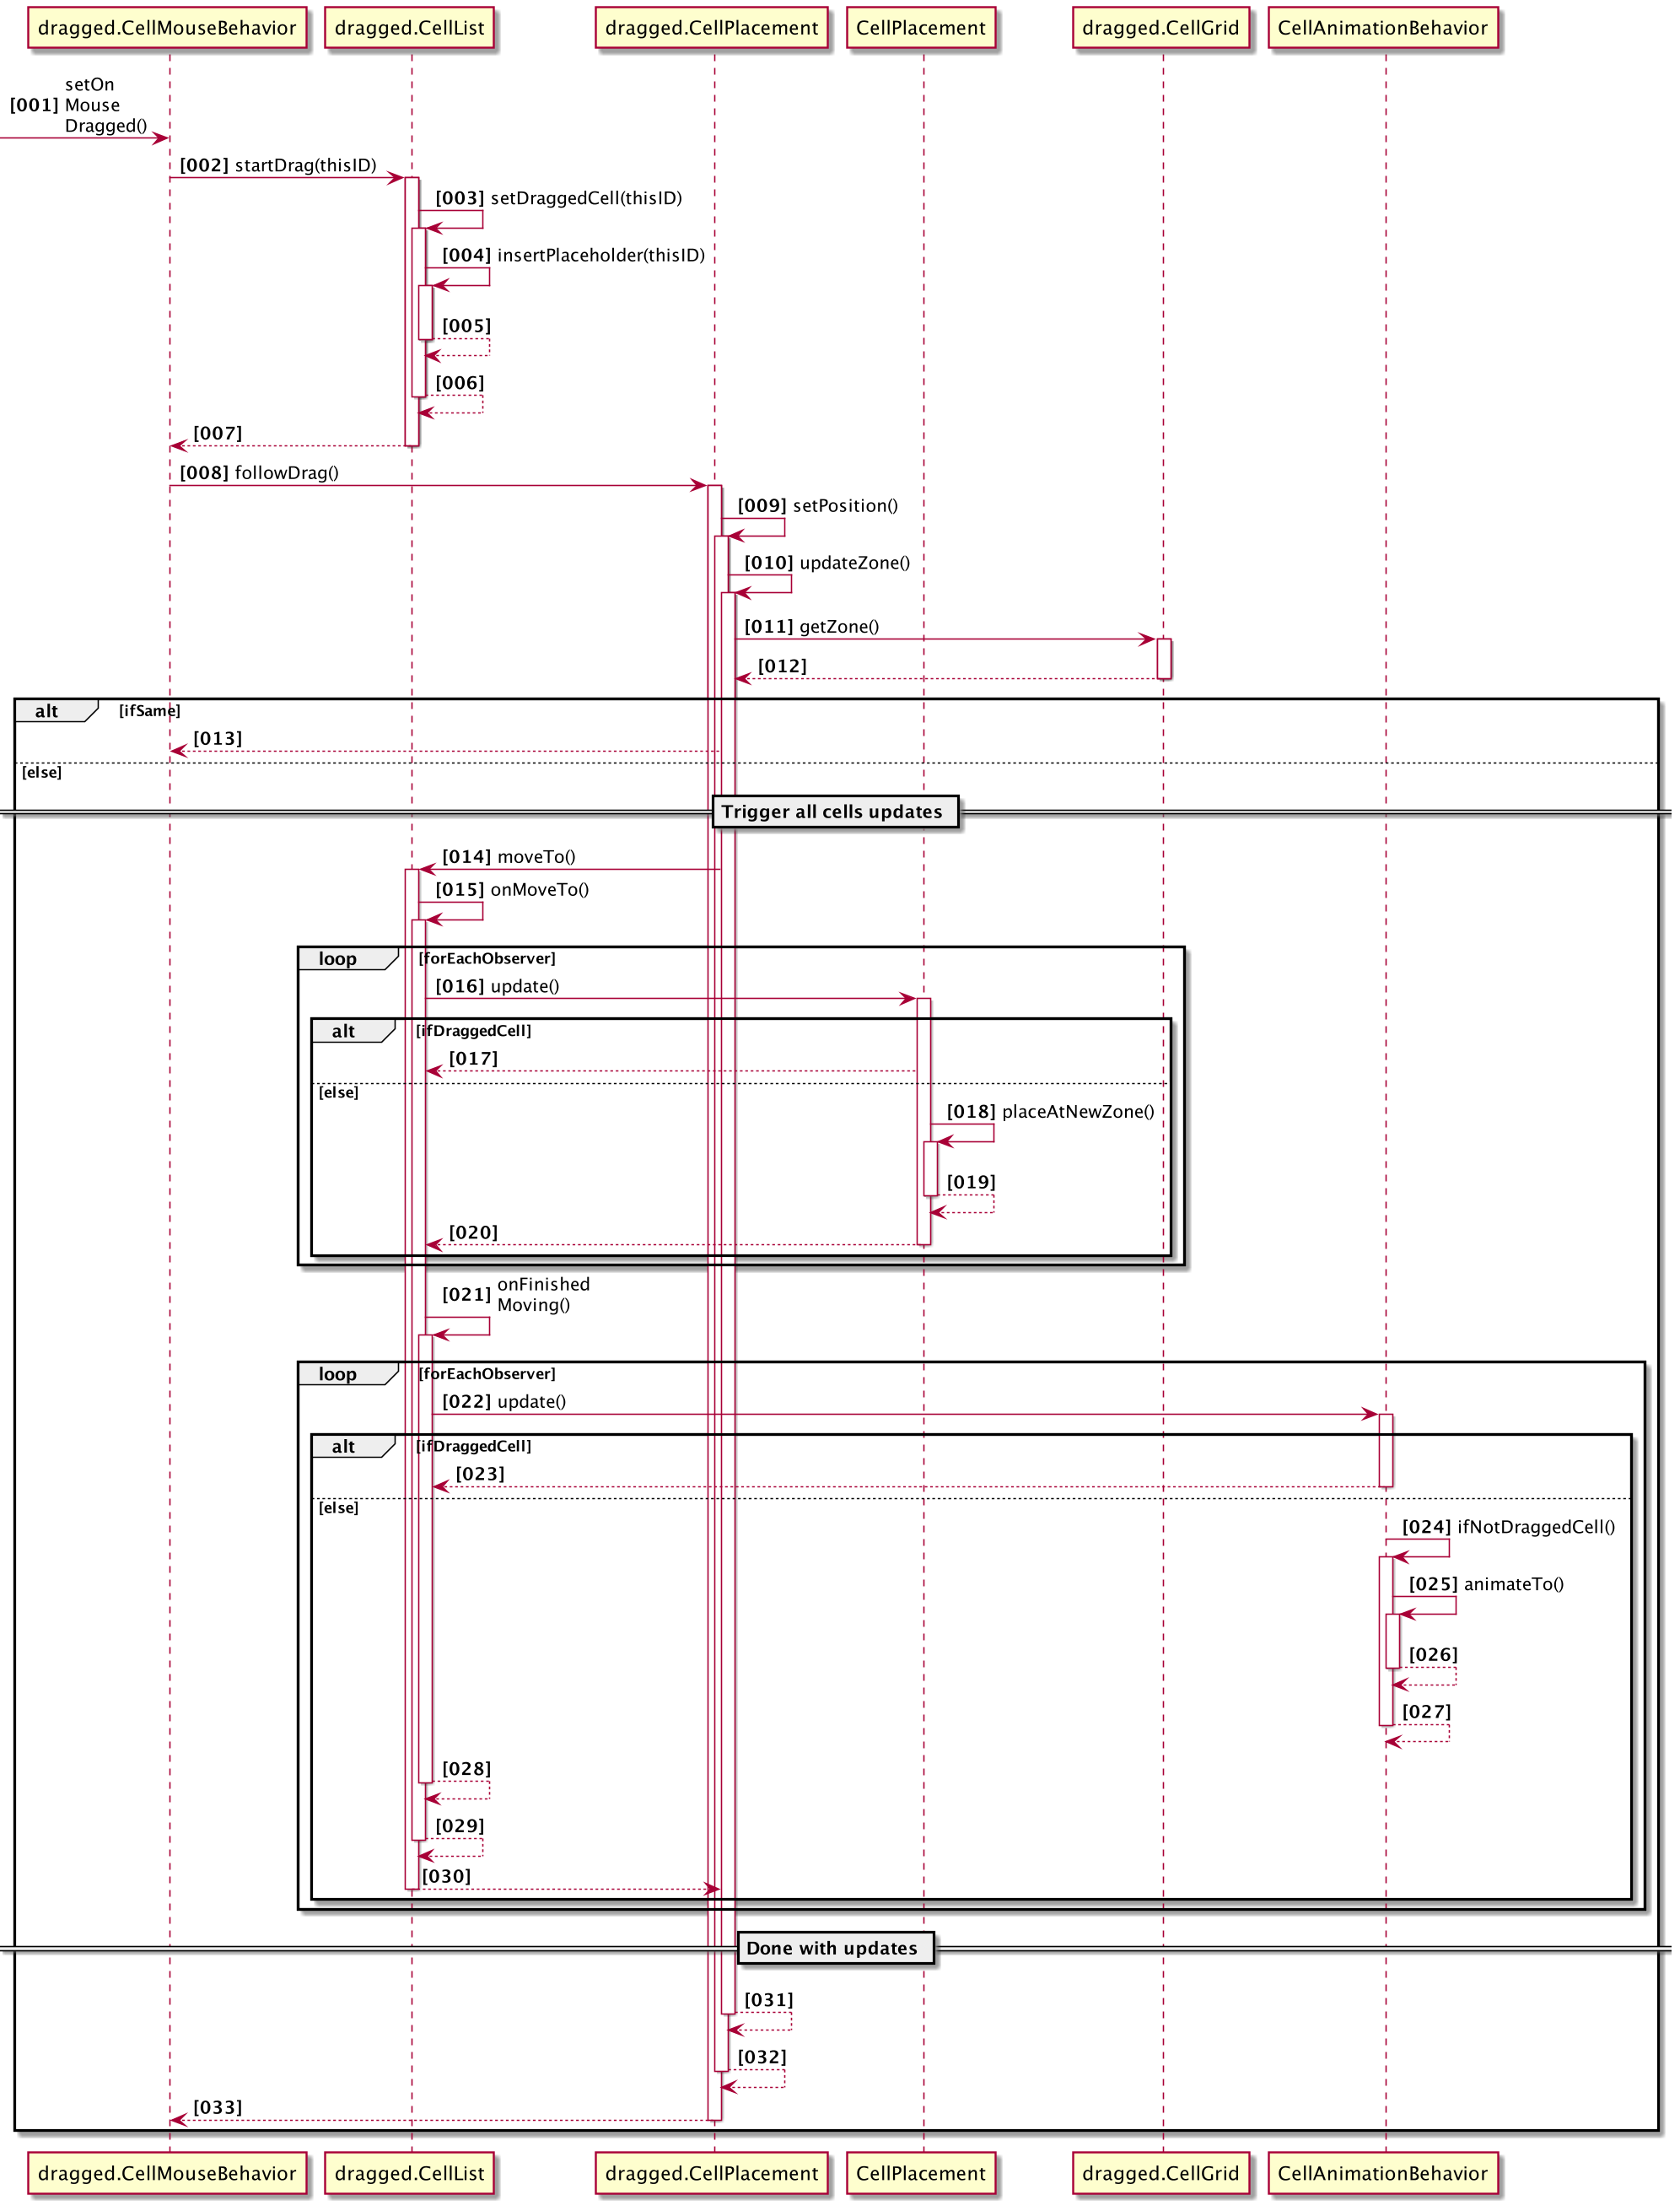 dragged.CellMouseBehavior dragged.CellList dragged.CellPlacement CellPlacement dragged.CellGrid CellAnimationBehavior
setOn
[001] Mouse
Dragged()
[002] startDrag(thisID)
[003] setDraggedCell(thisID)
[004] insertPlaceholder(thisID)
[005]
[006]
[007]
[008] followDrag()
[009] setPosition()
[010] updateZone()
[011] getZone()
[012]
alt [ifSame]
[013]
[else]
Trigger all cells updates
[014] moveTo()
[015] onMoveTo()
loop [forEachObserver]
[016] update()
alt [ifDraggedCell]
[017]
[else]
[018] placeAtNewZone()
[019]
[020]
onFinished
[021] Moving()
loop [forEachObserver]
[022] update()
alt [ifDraggedCell]
[023]
[else]
[024] ifNotDraggedCell()
[025] animateTo()
[026]
[027]
[028]
[029]
[030]
Done with updates
[031]
[032]
[033]
dragged.CellMouseBehavior dragged.CellList dragged.CellPlacement CellPlacement dragged.CellGrid CellAnimationBehavior